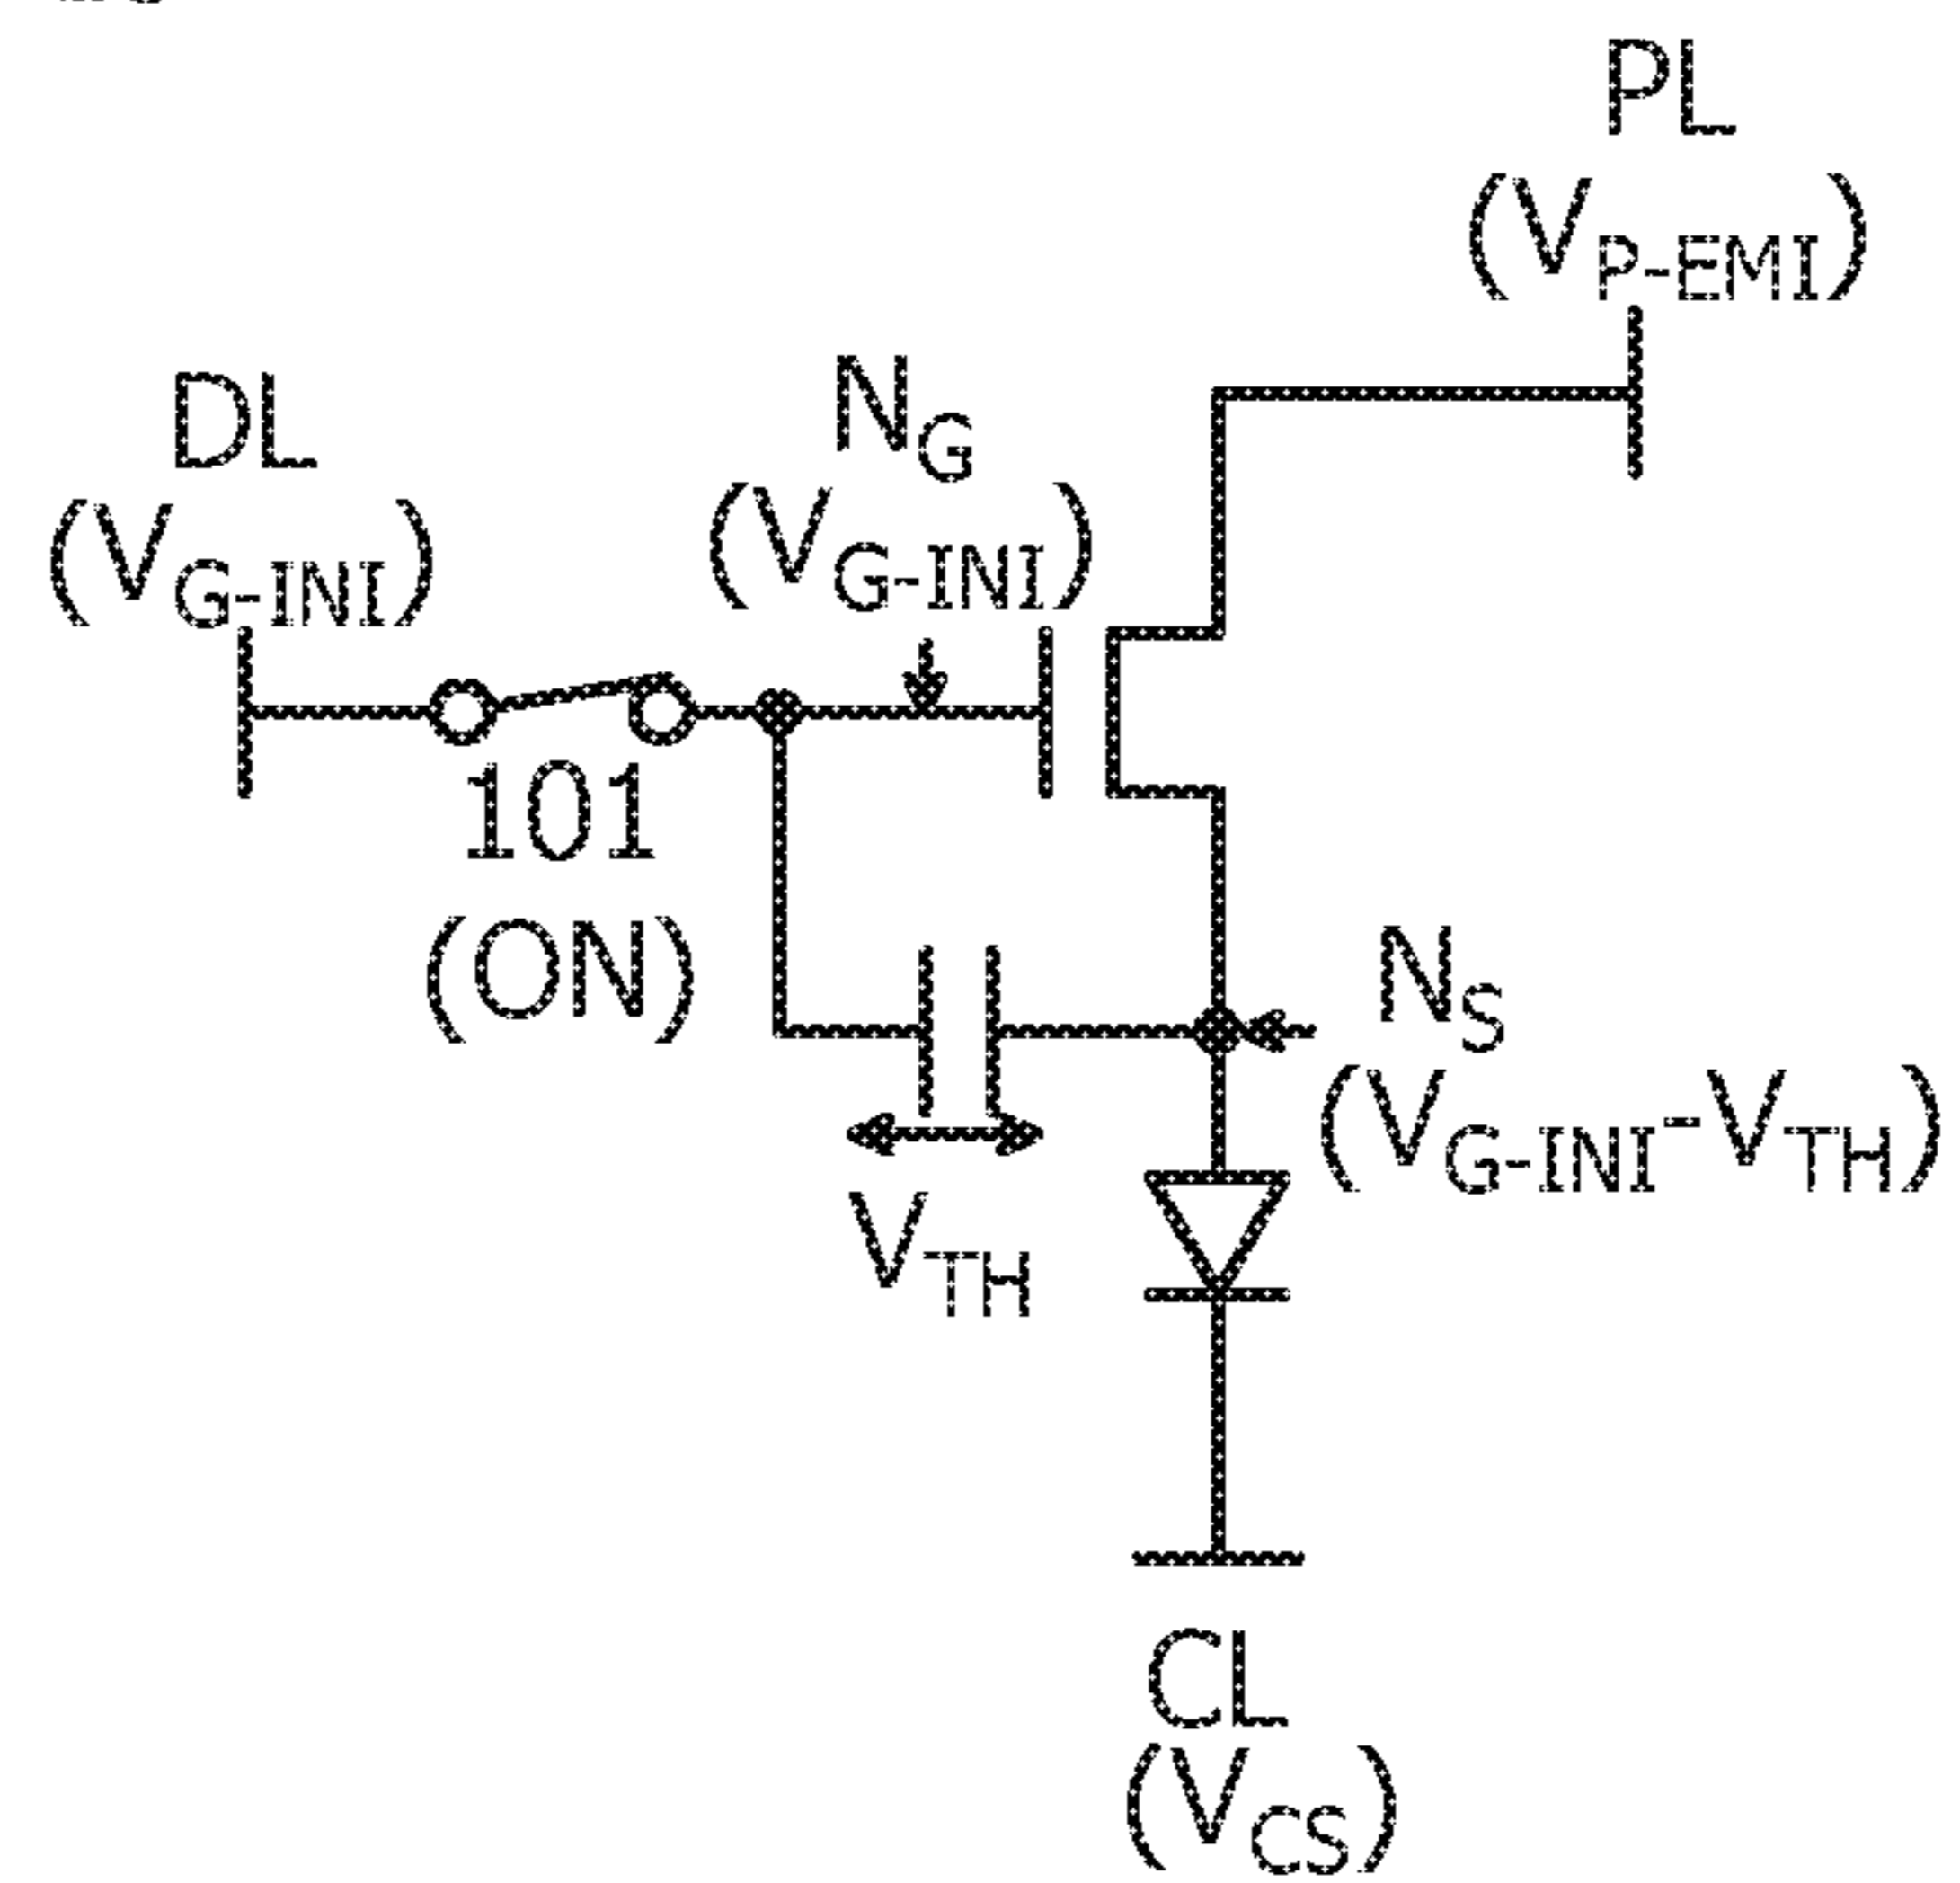 PL
(VP-EMI)
DL
(VG-INI)
NG
(VG-INI)
101
(ON)
NS
(VG-INI-VTH)
VTH
CL
(VCS)